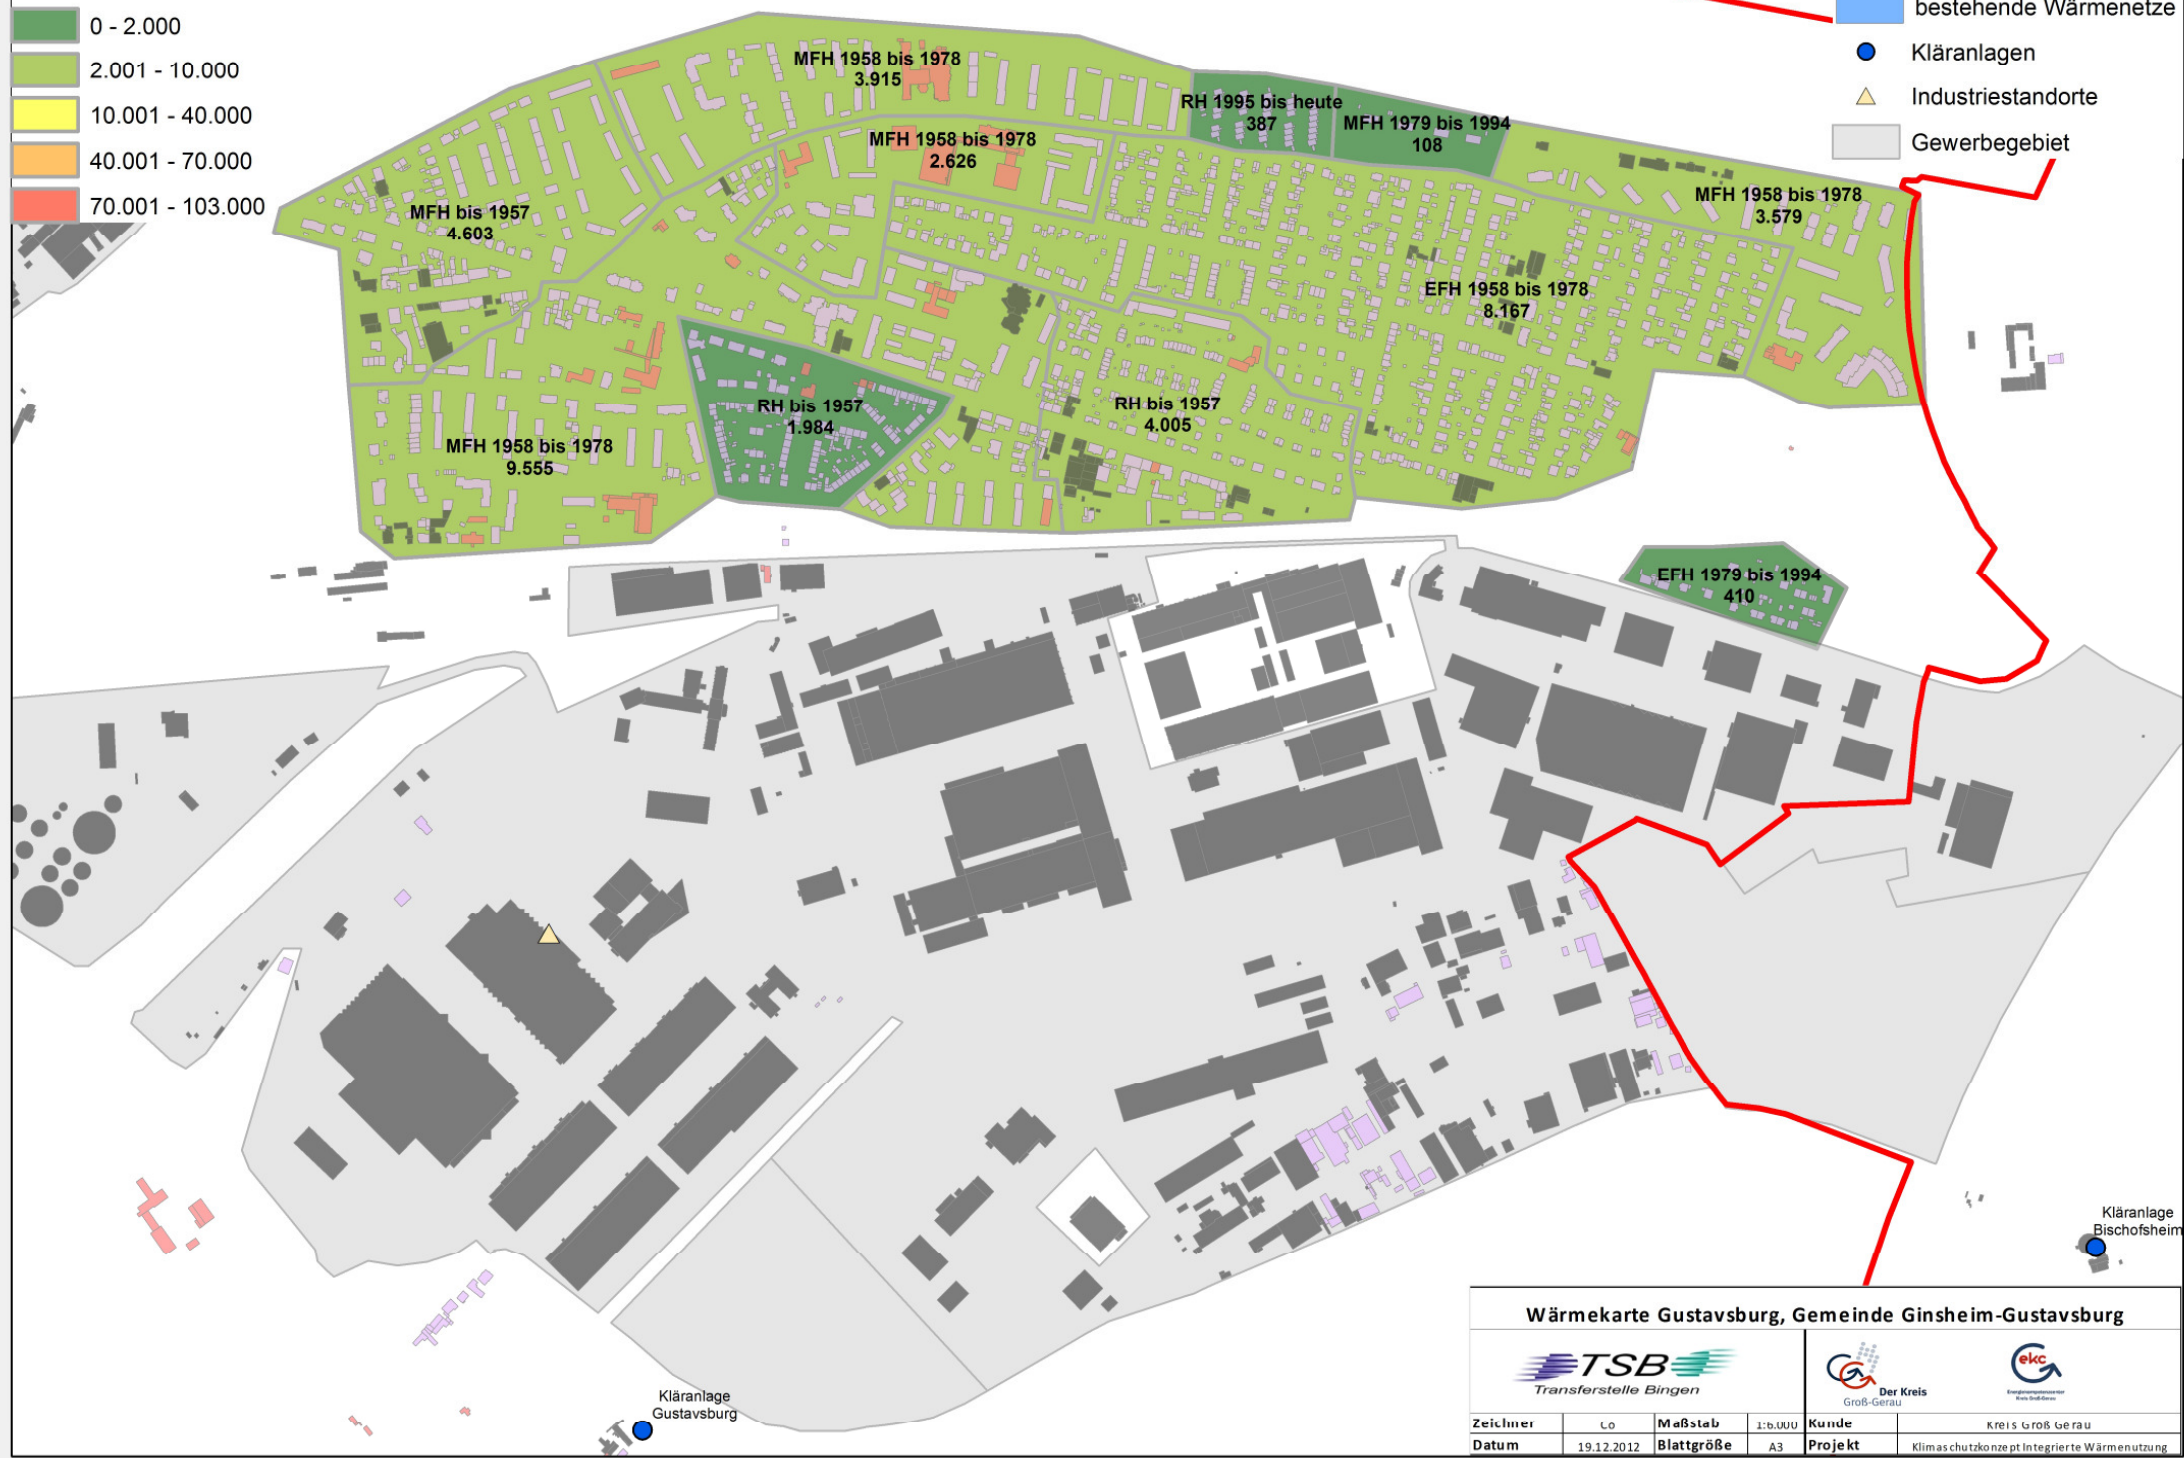 0 - 2.000
2.001 - 10.000
10.001 - 40.000
40.001 - 70.000
70.001 - 103.000
bestehende Wärmenetze
Kläranlagen
Industriestandorte
Gewerbegebiet
MFH 1958 bis 1978
3.915
RH 1995 bis heute
387
MFH 1979 bis 1994
108
MFH 1958 bis 1978
2.626
MFH 1958 bis 1978
3.579
MFH bis 1957
4.603
EFH 1958 bis 1978
8.167
RH bis 1957
1.984
RH bis 1957
4.005
MFH 1958 bis 1978
9.555
EFH 1979 bis 1994
410
Kläranlage
Bischofsheim
Kläranlage
Gustavsburg
Wärmekarte Gustavsburg, Gemeinde Ginsheim-Gustavsburg
TSB
Transferstelle Bingen
Der Kreis
Groß-Gerau
ekc
Energiekompetenzcenter
Kreis Groß-Gerau
Zeichner Co Maßstab 1:6.000 Kunde Kreis Groß Gerau
Datum 19.12.2012 Blattgröße A3 Projekt Klimaschutzkonzept Integrierte Wärmenutzung